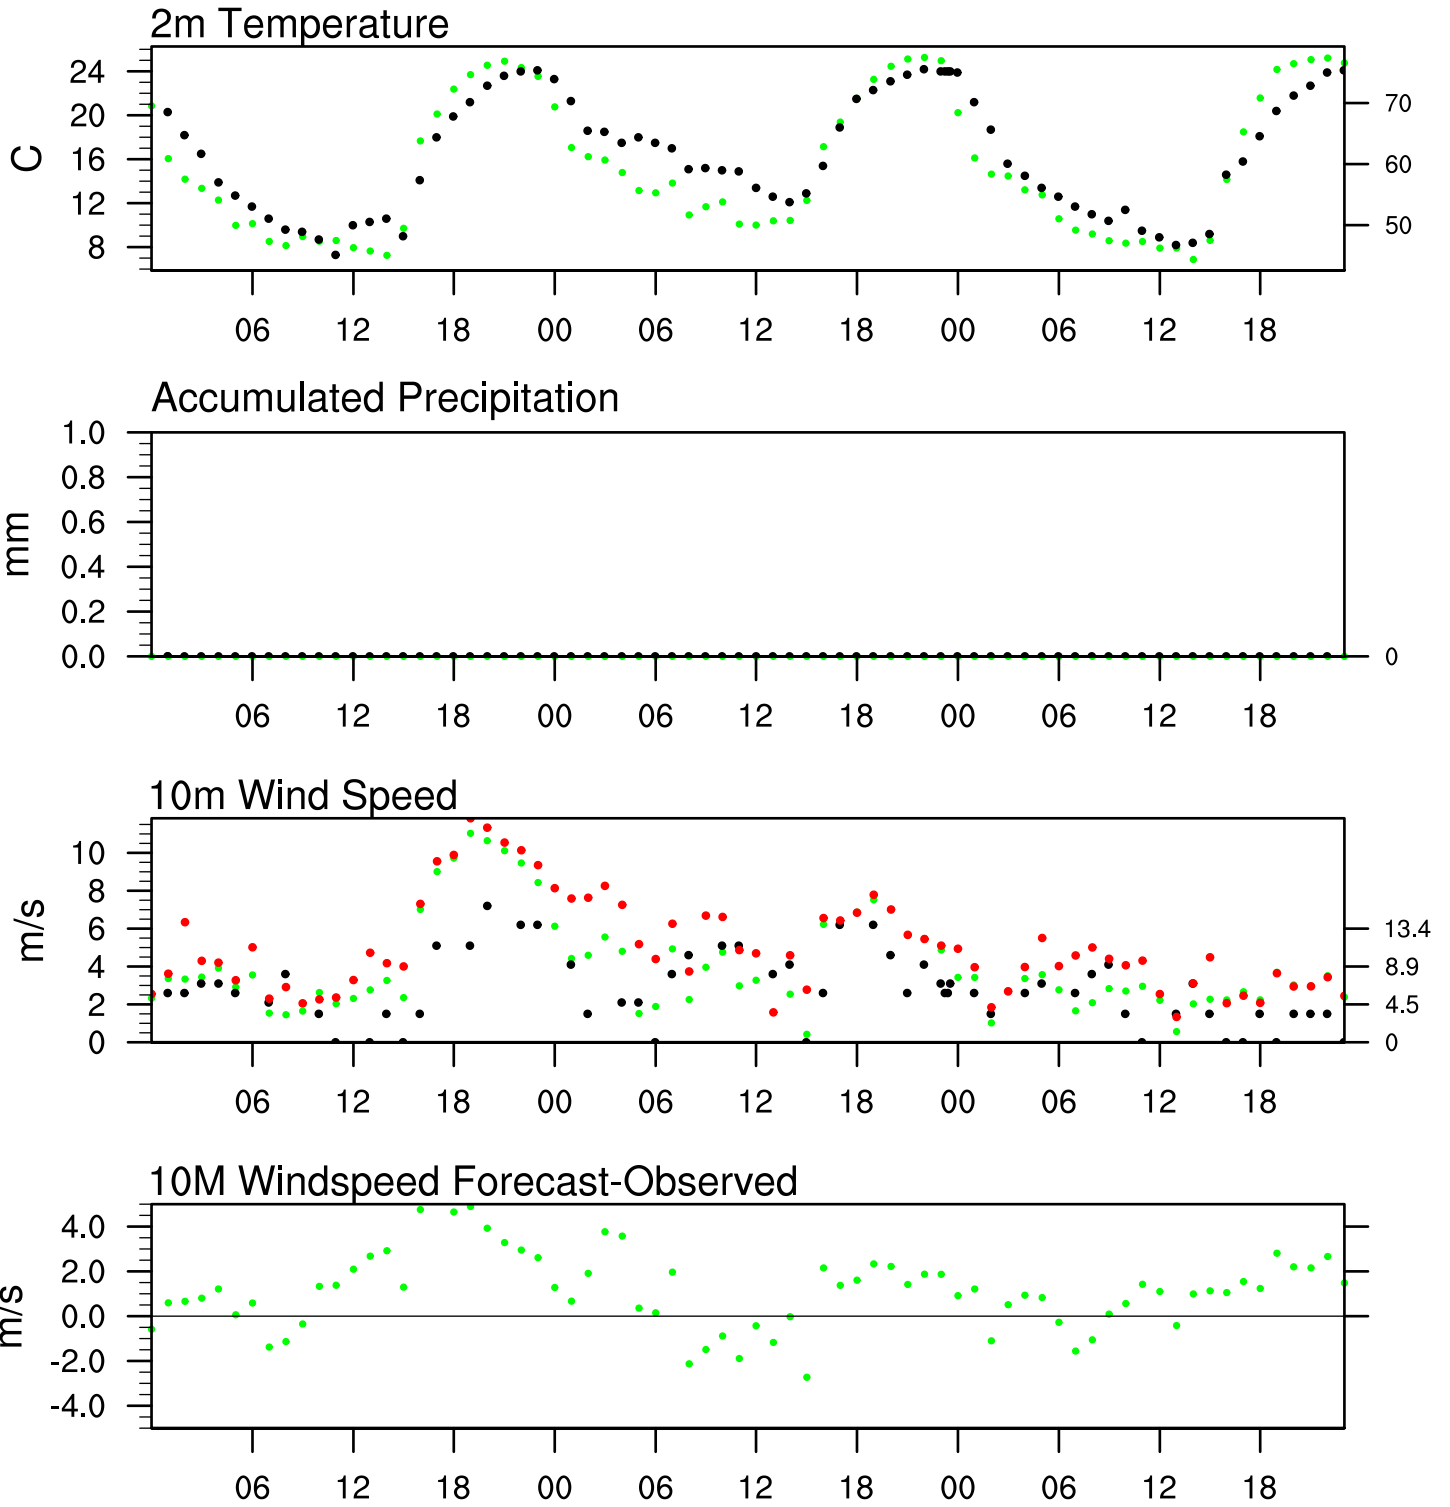 2m Temperature
24
20
16
12
8
C
70
60
50
06 12 18 00 06 12 18 00 06 12 18
Accumulated Precipitation
1.0
0.8
0.6
0.4
0.2
0.0
mm
0
06 12 18 00 06 12 18 00 06 12 18
10m Wind Speed
10
8
6
4
2
0
m/s
13.4
8.9
4.5
0
06 12 18 00 06 12 18 00 06 12 18
10M Windspeed Forecast-Observed
4.0
2.0
0.0
-2.0
-4.0
m/s
06 12 18 00 06 12 18 00 06 12 18